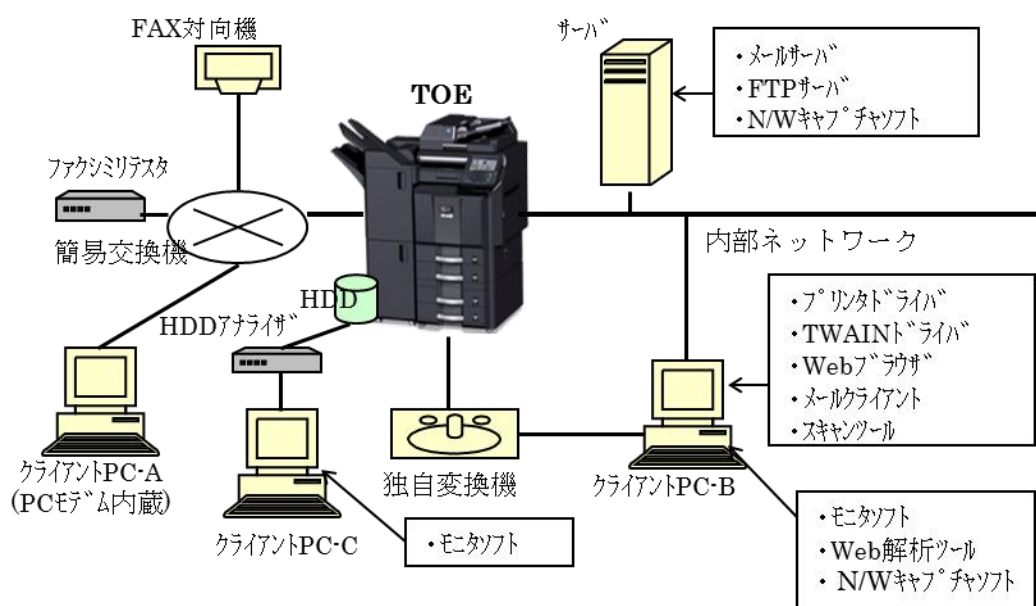 FAX対向機
サーバ
・メールサーバ
・FTPサーバ
・N/Wキャプチャソフト
TOE
ファクシミリテスタ
簡易交換機
内部ネットワーク
HDD
HDDアナライザ
・プリンタドライバ
・TWAINドライバ
・Webブラウザ
・メールクライアント
・スキャンツール
クライアントPC-A
(PCモデム内蔵)
独自変換機
クライアントPC-B
クライアントPC-C
・モニタソフト
・モニタソフト
・Web解析ツール
・N/Wキャプチャソフト